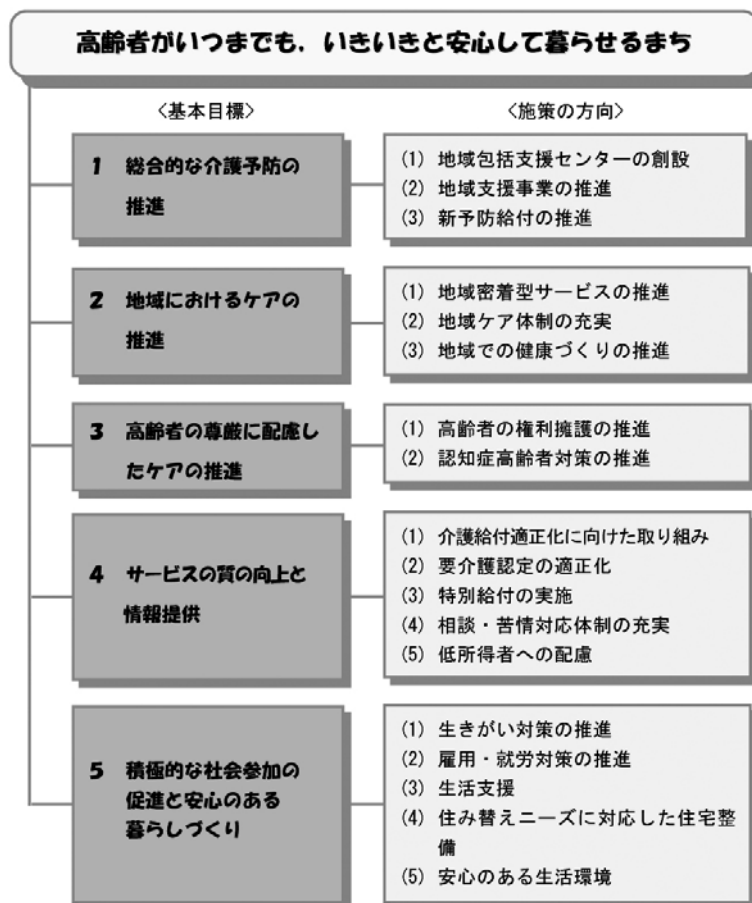 高齢者がいつまでも，いきいきと安心して暮らせるまち
〈基本目標〉
〈施策の方向〉
1 総合的な介護予防の
推進
(1) 地域包括支援センターの創設
(2) 地域支援事業の推進
(3) 新予防給付の推進
2 地域におけるケアの
推進
(1) 地域密着型サービスの推進
(2) 地域ケア体制の充実
(3) 地域での健康づくりの推進
3 高齢者の尊厳に配慮し
たケアの推進
(1) 高齢者の権利擁護の推進
(2) 認知症高齢者対策の推進
4 サービスの質の向上と
情報提供
(1) 介護給付適正化に向けた取り組み
(2) 要介護認定の適正化
(3) 特別給付の実施
(4) 相談・苦情対応体制の充実
(5) 低所得者への配慮
5 積極的な社会参加の
促進と安心のある
暮らしづくり
(1) 生きがい対策の推進
(2) 雇用・就労対策の推進
(3) 生活支援
(4) 住み替えニーズに対応した住宅整
備
(5) 安心のある生活環境